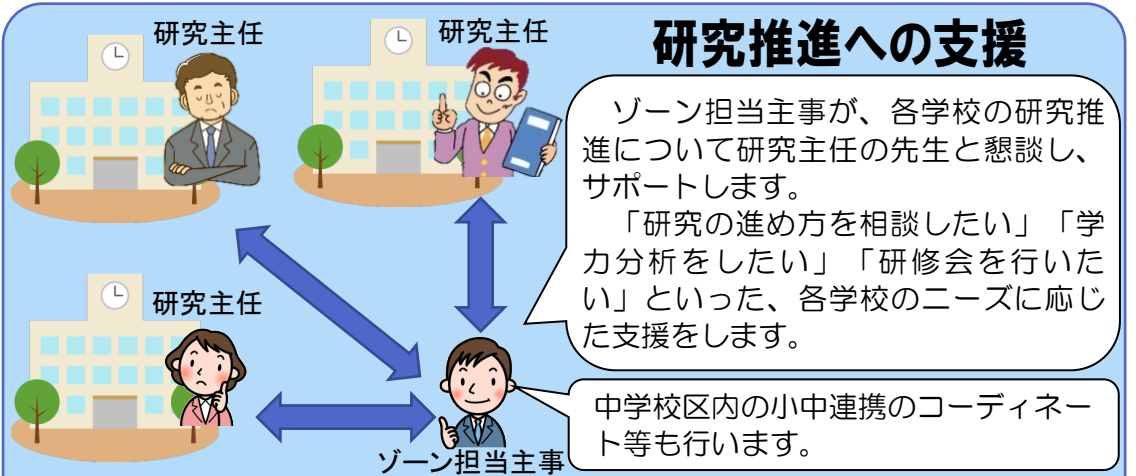 研究推進への支援
研究主任
研究主任
ゾーン担当主事が、各学校の研究推
進について研究主任の先生と懇談し、
サポートします。
「研究の進め方を相談したい」「学
力分析をしたい」「研修会を行いた
い」といった、各学校のニーズに応じ
た支援をします。
研究主任
中学校区内の小中連携のコーディネー
ト等も行います。
ゾーン担当主事